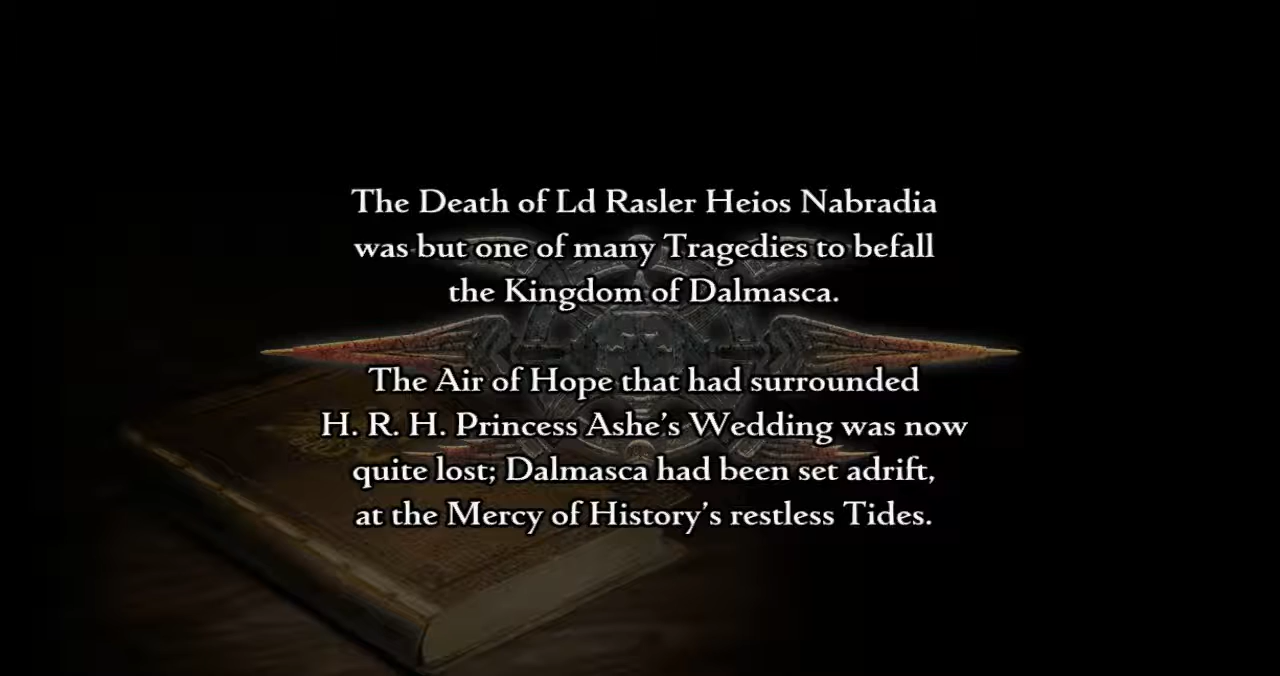 The Death of Ld Rasler Heios Nabradia
was but one of many Tragedies to befall
the Kingdom of Dalmasca.
The Air of Hope that had surrounded
H. R. H. Princess Ashe's Wedding was now
quite lost; Dalmasca had been set adrift,
at the Mercy of History's restless Tides.